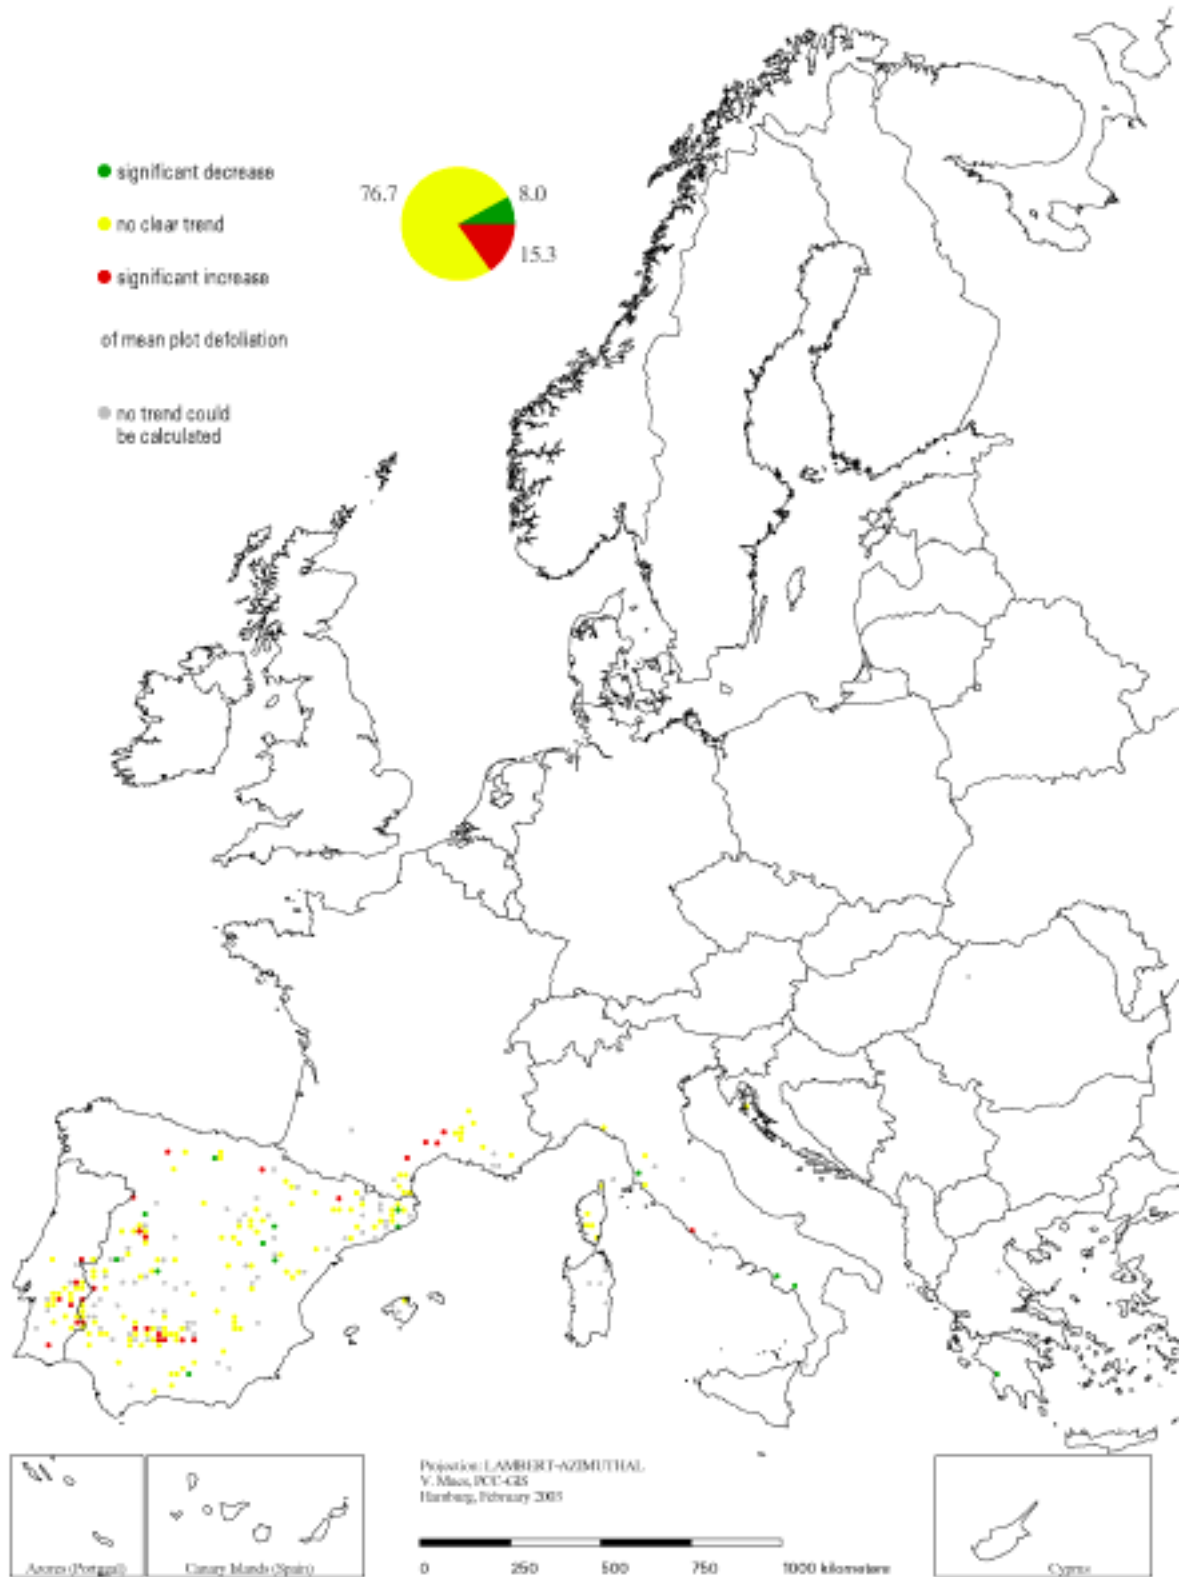 significant decrease
no clear trend
significant increase
of mean plot defoliation
no trend could
be calculated
76.7
8.0
15.3
Projection: LAMBERT-AZIMUTHAL
Hamburg, February 2003
Azores (Portugal)
Canary Islands (Spain)
0 250 500 750 1000 kilometers
Cyprus